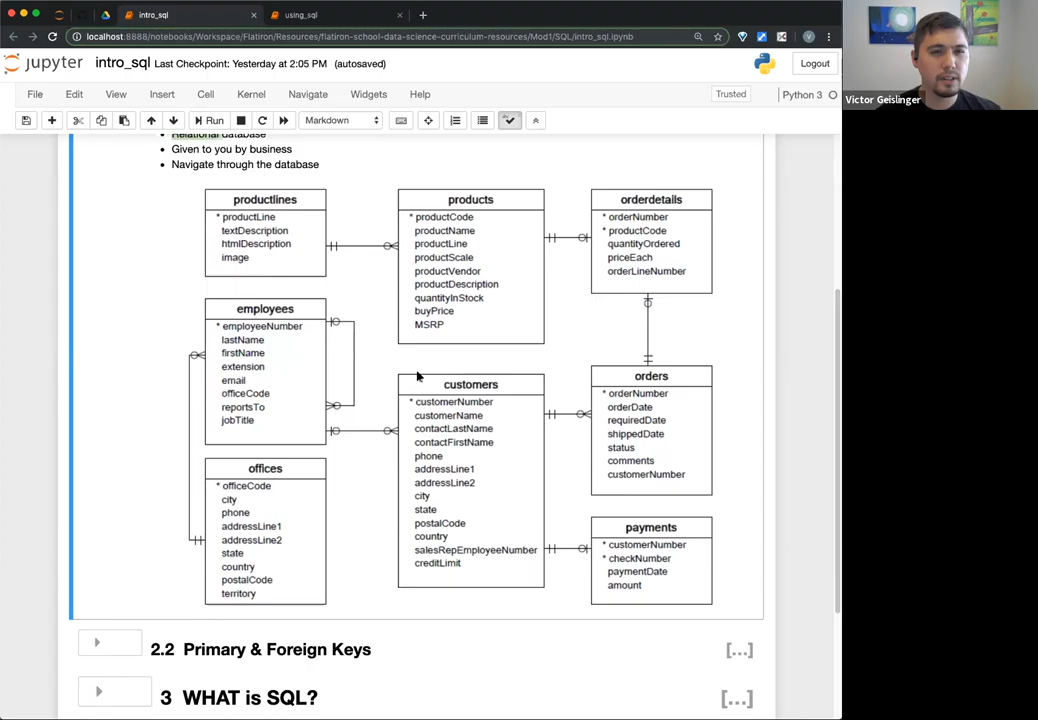 intro_sql
using_sql
localhost:8888/notebooks/Workspace/Flatiron/Resources/flatiron-school-data-science-curriculum-resources/Mod1/SQL/intro_sql.ipynb
jupyter intro_sql Last Checkpoint: Yesterday at 2:05 PM (autosaved)
Logout
Victor Geislinger
File Edit View Insert Cell Kernel Navigate Widgets Help
Trusted
Python 3
Run
Markdown
Relational database
Given to you by business
Navigate through the database
productlines
* productLine
textDescription
htmlDescription
image
products
* productCode
productName
productLine
productScale
productVendor
productDescription
quantityInStock
buyPrice
MSRP
orderdetails
* orderNumber
* productCode
quantityOrdered
priceEach
orderLineNumber
employees
* employeeNumber
lastName
firstName
extension
email
officeCode
reportsTo
jobTitle
customers
* customerNumber
customerName
contactLastName
contactFirstName
phone
addressLine1
addressLine2
city
state
postalCode
country
salesRepEmployeeNumber
creditLimit
orders
* orderNumber
orderDate
requiredDate
shippedDate
status
comments
customerNumber
offices
* officeCode
city
phone
addressLine1
addressLine2
state
country
postalCode
territory
payments
* customerNumber
* checkNumber
paymentDate
amount
2.2 Primary & Foreign Keys
[...]
3 WHAT is SQL?
[...]